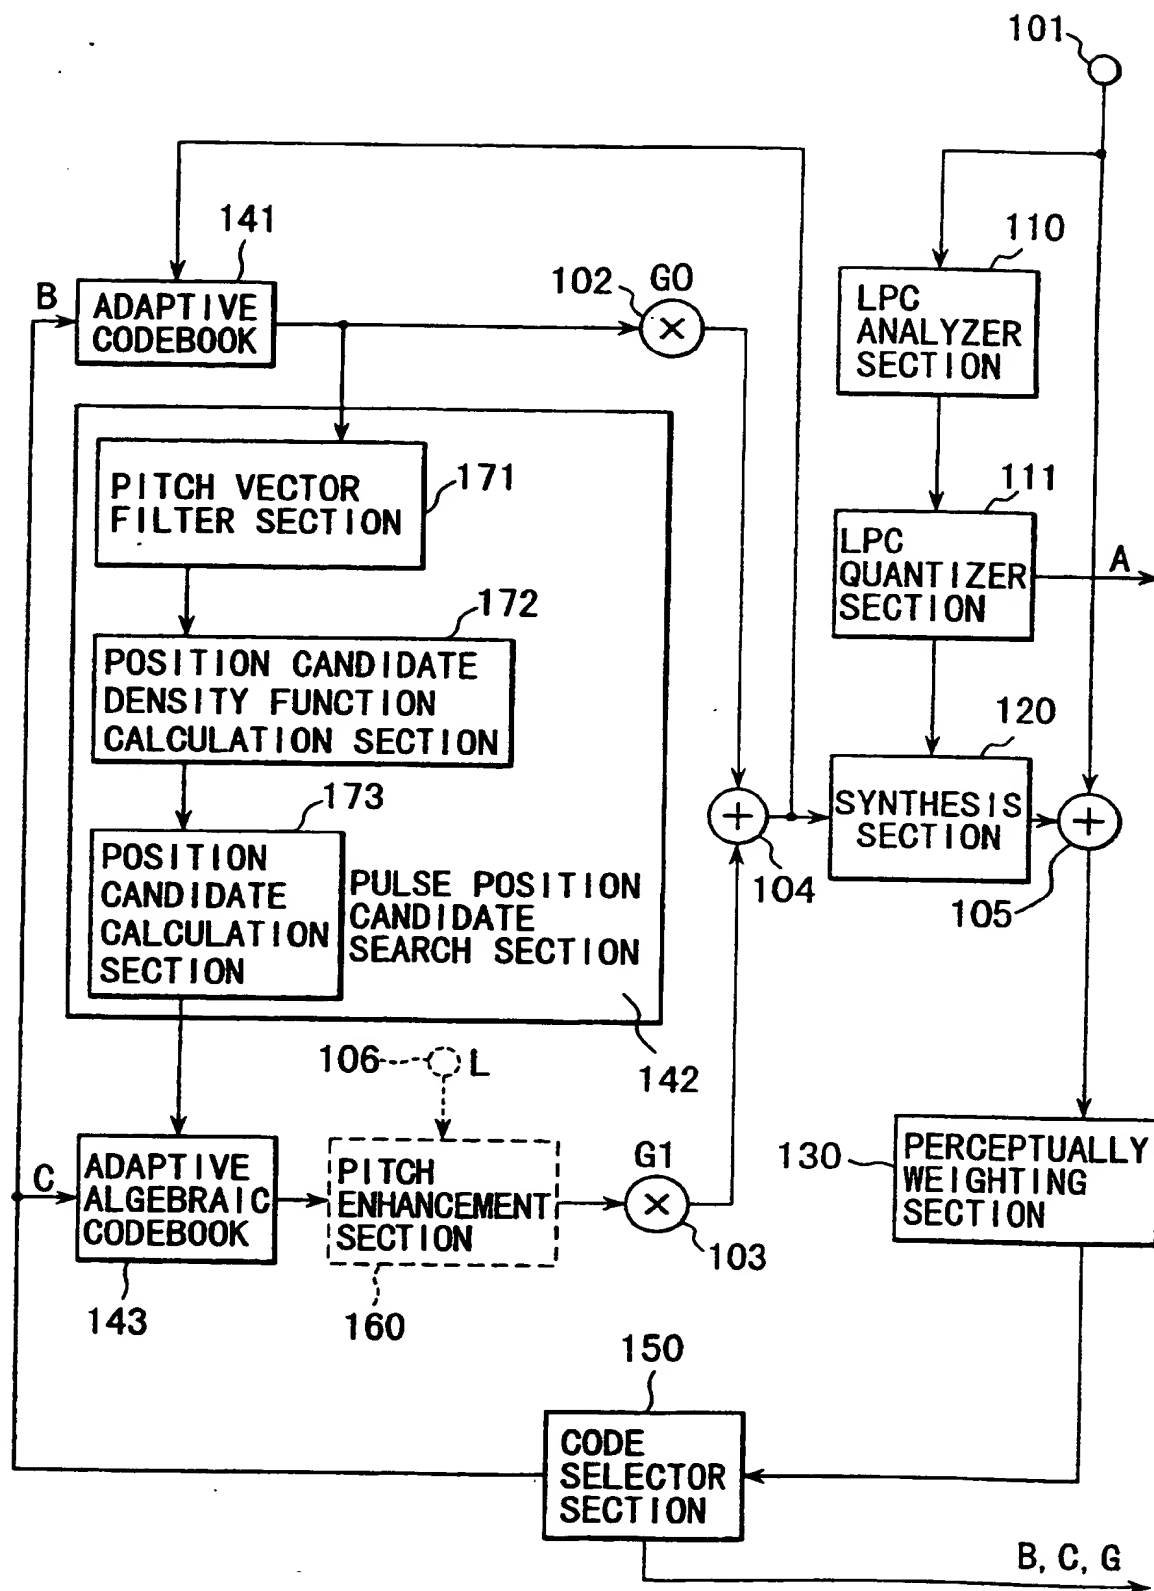 101
141
110
B
ADAPTIVE
CODEBOOK
102
G0
LPC
ANALYZER
SECTION
PITCH VECTOR
FILTER SECTION
171
111
LPC
QUANTIZER
SECTION
A
172
POSITION CANDIDATE
DENSITY FUNCTION
CALCULATION SECTION
120
173
SYNTHESIS
SECTION
104
105
POSITION
CANDIDATE
CALCULATION
SECTION
PULSE POSITION
CANDIDATE
SEARCH SECTION
106
L
142
C
ADAPTIVE
ALGEBRAIC
CODEBOOK
PITCH
ENHANCEMENT
SECTION
G1
103
130
PERCEPTUALLY
WEIGHTING
SECTION
143
160
150
CODE
SELECTOR
SECTION
B, C, G